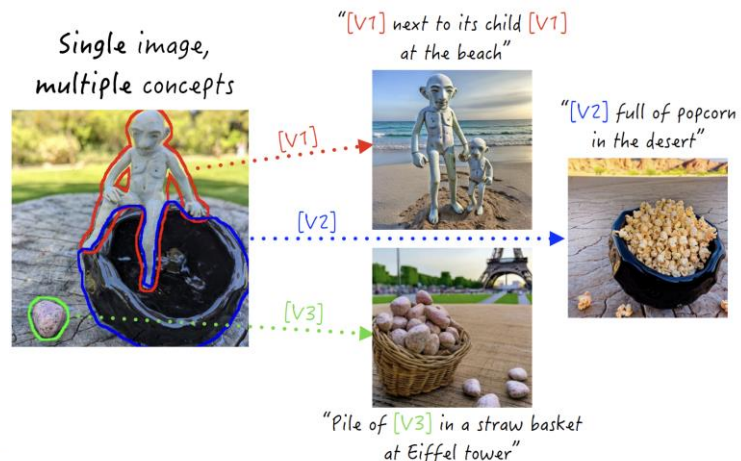 Single image,
multiple concepts
"[V1] next to its child [V1]
at the beach"
[V1]
"[V2] full of popcorn
in the desert"
[V2]
[V3]
"Pile of [V3] in a straw basket
at Eiffel tower"